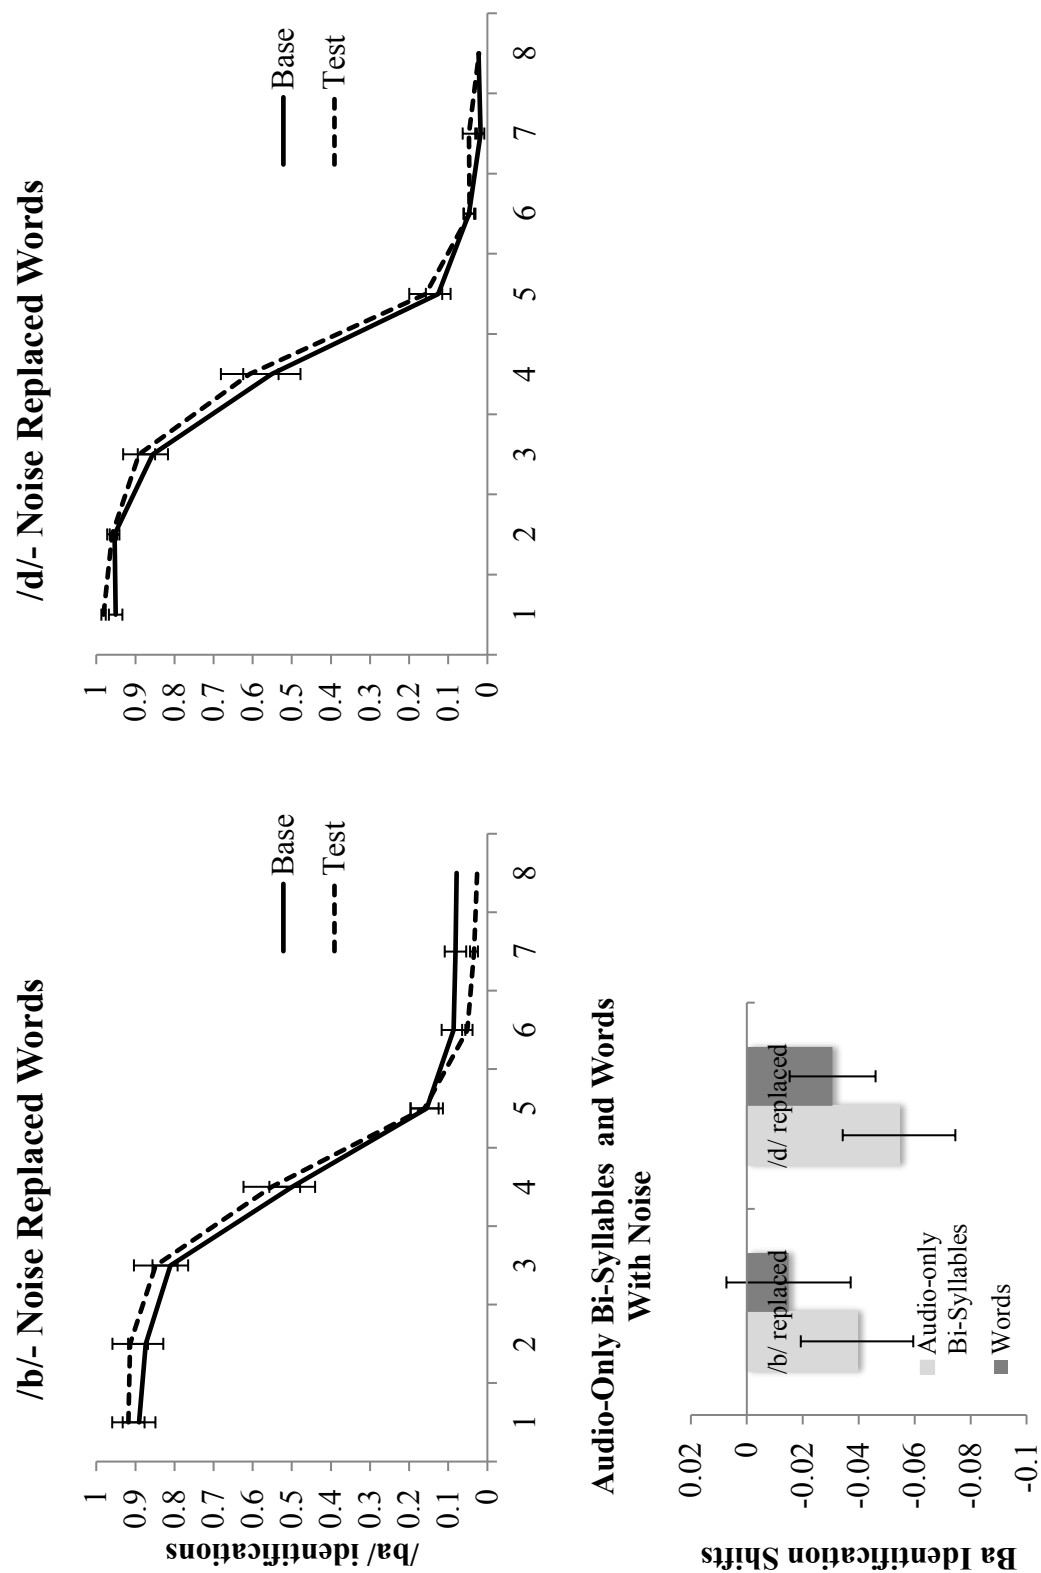 /b/- Noise Replaced Words
/ba/ identifications
1
0.9
0.8
0.7
0.6
0.5
0.4
0.3
0.2
0.1
0
1 2 3 4 5 6 7 8
Base
Test
/d/- Noise Replaced Words
1
0.9
0.8
0.7
0.6
0.5
0.4
0.3
0.2
0.1
0
1 2 3 4 5 6 7 8
Base
Test
Audio-Only Bi-Syllables and Words
With Noise
Ba Identification Shifts
0.02
0
-0.02
-0.04
-0.06
-0.08
-0.1
/b/ replaced
/d/ replaced
Audio-only
Bi-Syllables
Words